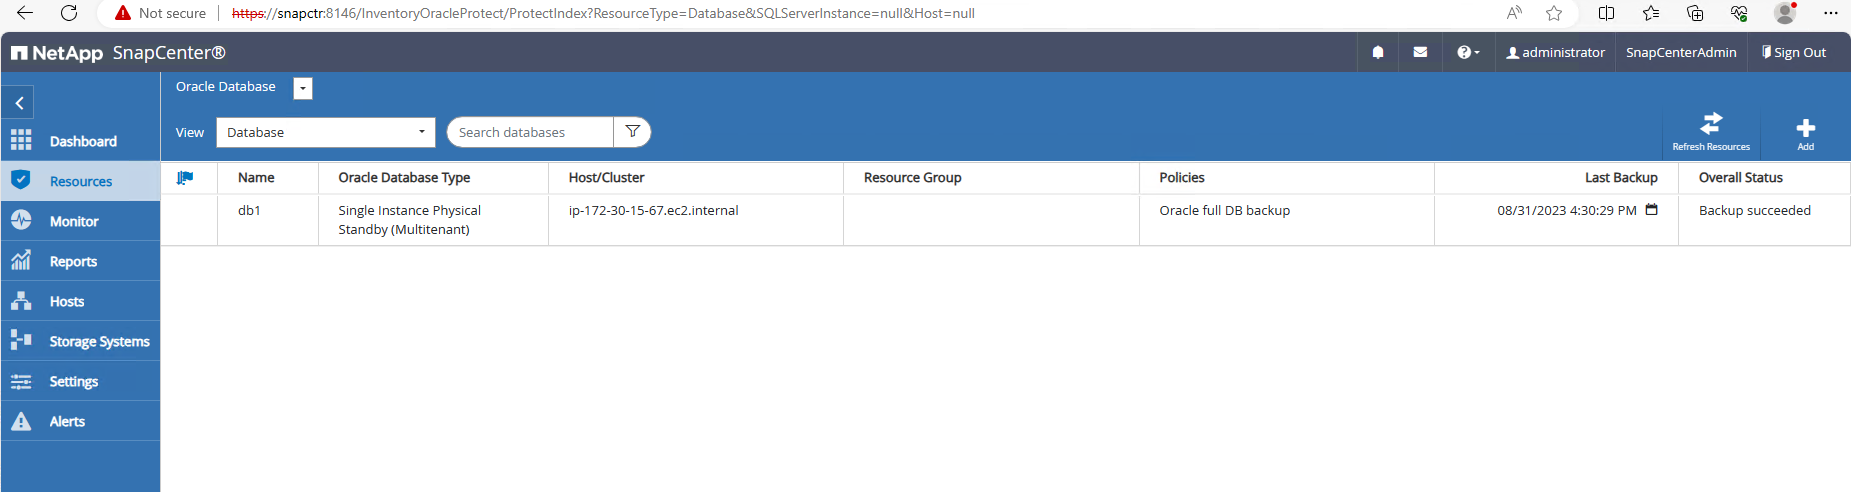 Not secure https://snapctr:8146/InventoryOracleProtect/ProtectIndex?ResourceType=Database&SQLServerInstance=null&Host=null
NetApp SnapCenter®
administrator SnapCenterAdmin Sign Out
Oracle Database
View Database Search databases
Refresh Resources Add
Dashboard
Resources
Monitor
Reports
Hosts
Storage Systems
Settings
Alerts
Name Oracle Database Type Host/Cluster Resource Group Policies Last Backup Overall Status
db1 Single Instance Physical ip-172-30-15-67.ec2.internal Oracle full DB backup 08/31/2023 4:30:29 PM Backup succeeded
Standby (Multitenant)